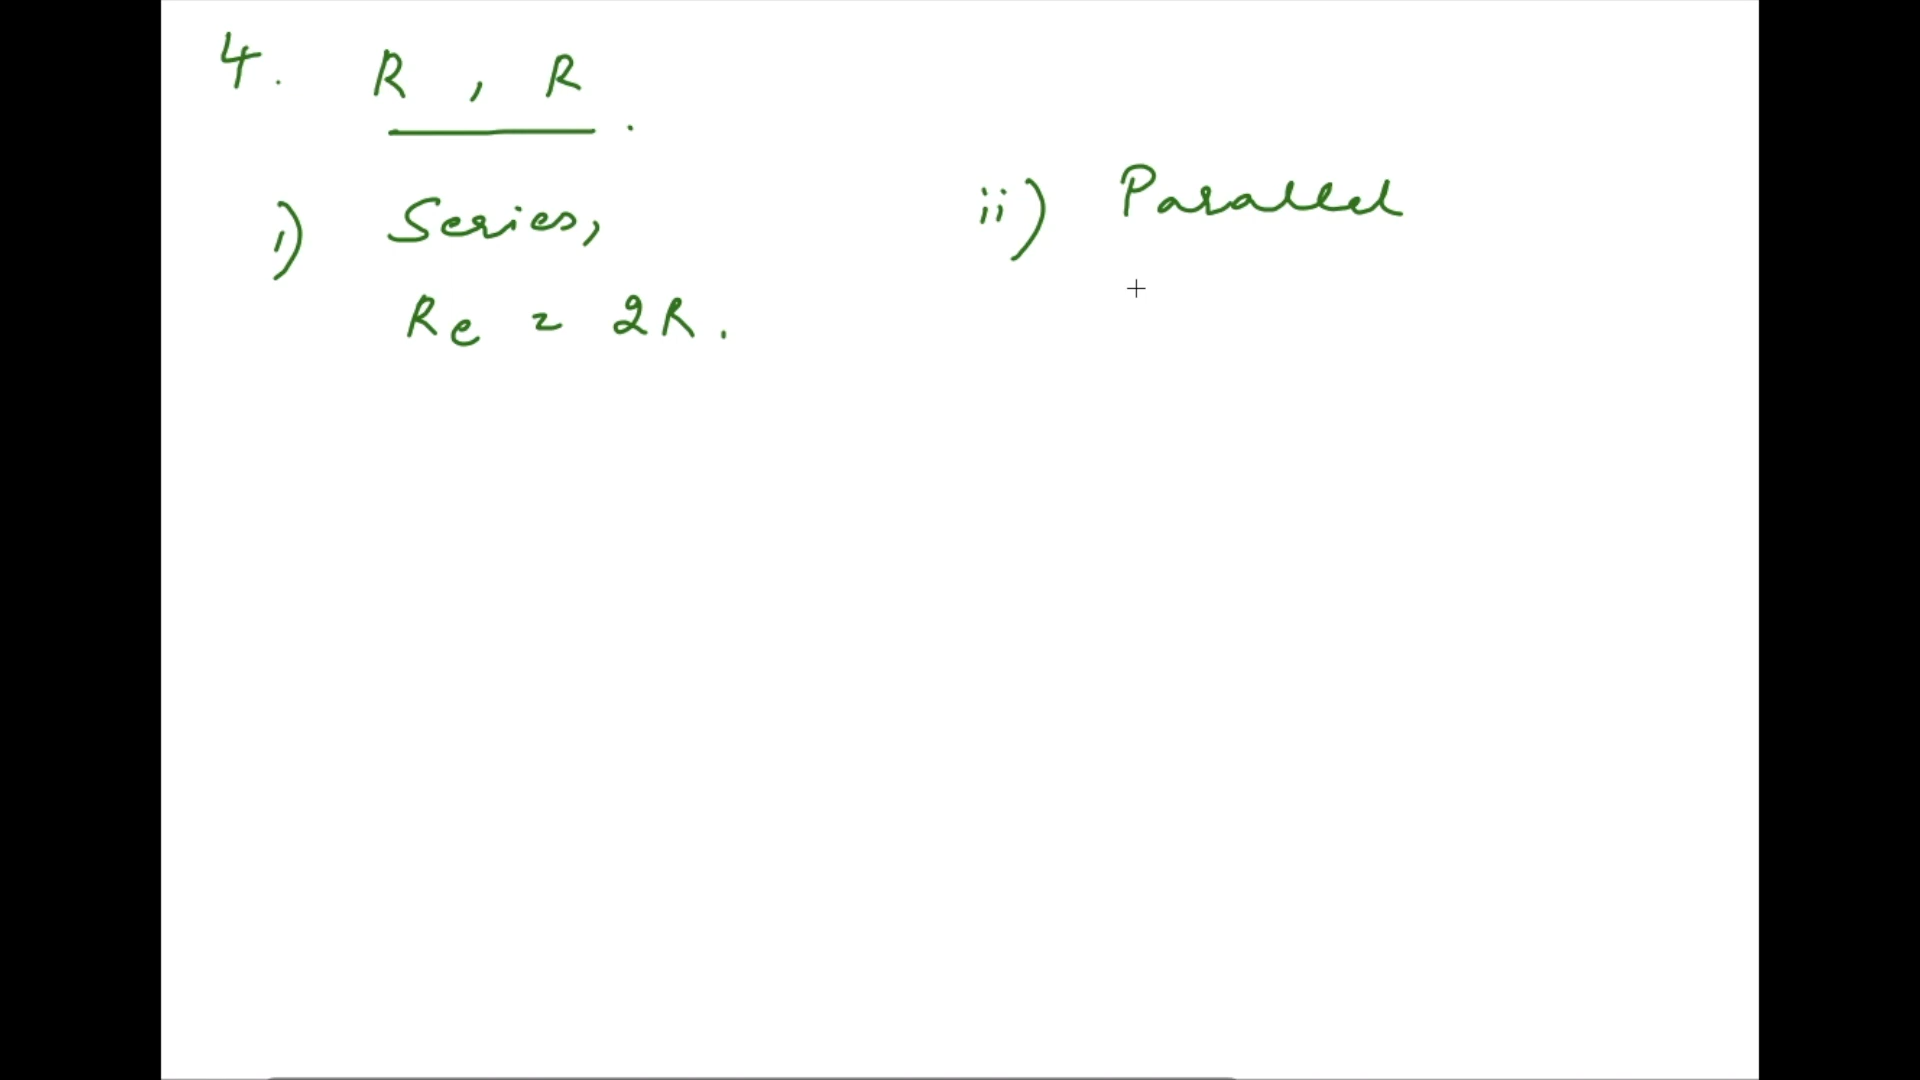 4. R , R .
i) Series,
Re = 2R.
ii) Parallel